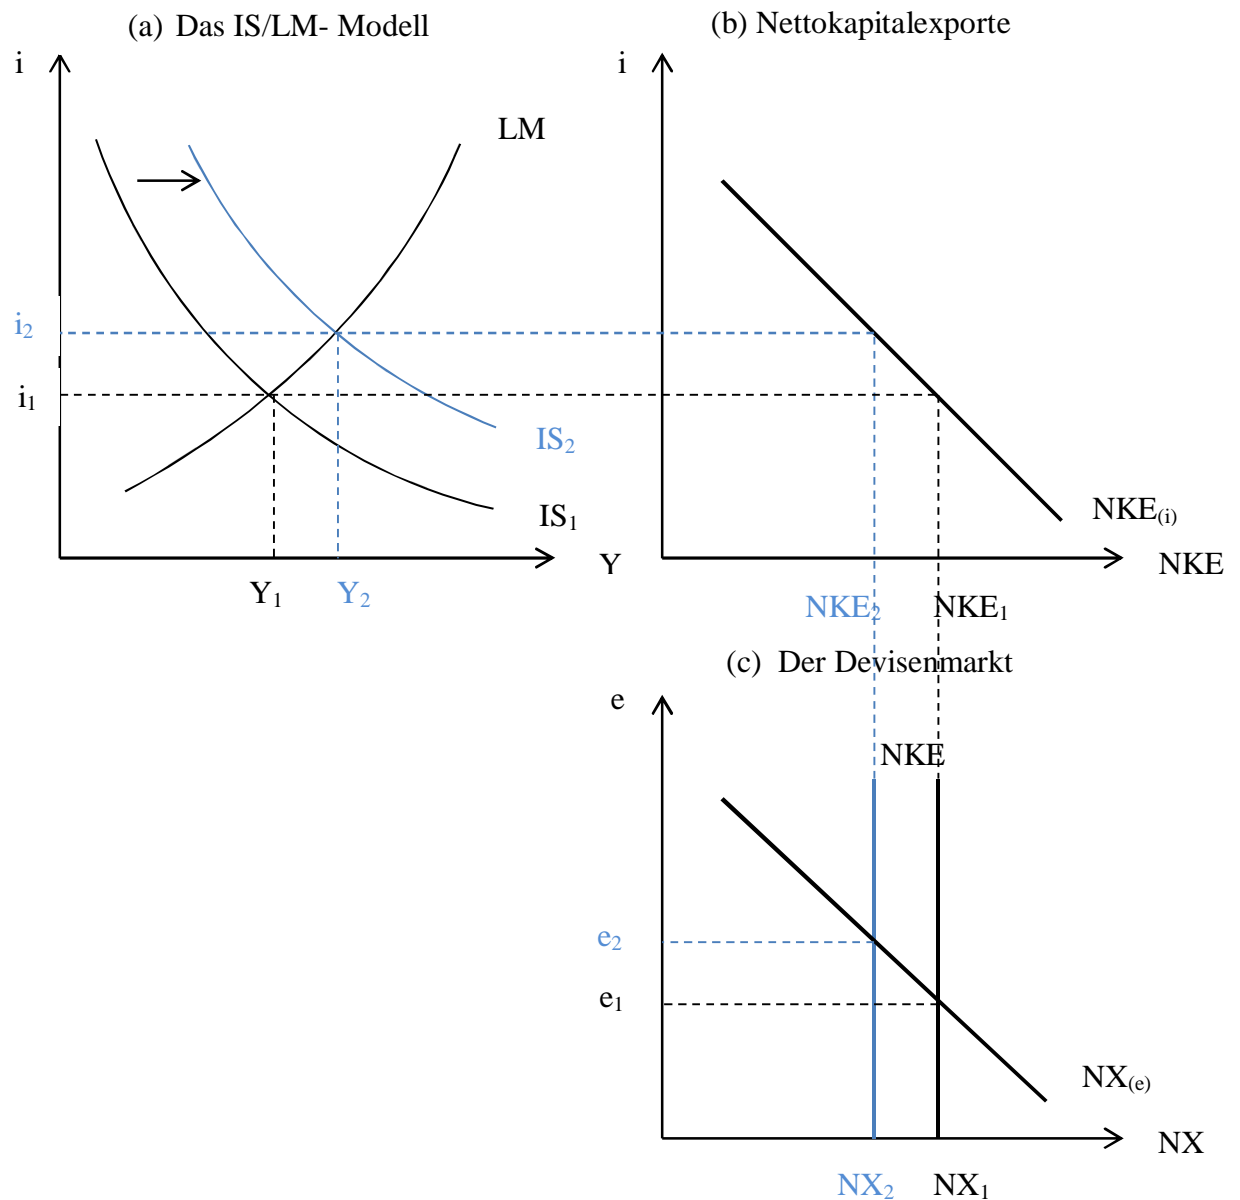 (a) Das IS/LM- Modell
(b) Nettokapitalexporte
i
i
LM
i₂
i₁
IS₂
IS₁
NKE₍ᵢ₎
Y
NKE
Y₁
Y₂
NKE₂
NKE₁
(c) Der Devisenmarkt
e
NKE
e₂
e₁
NX₍ₑ₎
NX
NX₂
NX₁